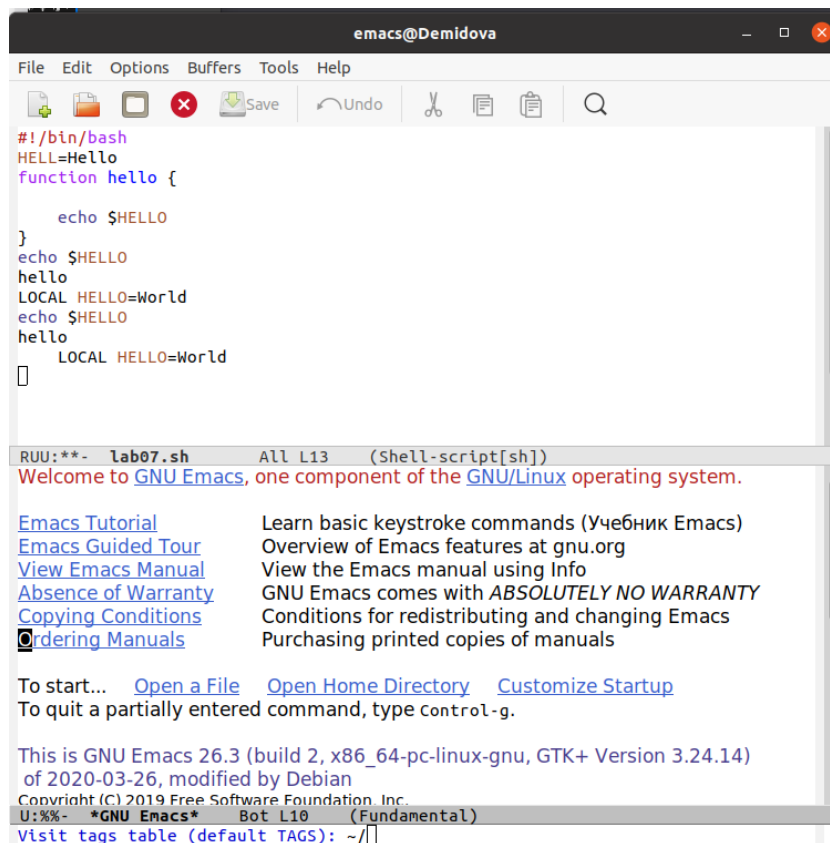 emacs@Demidova
File Edit Options Buffers Tools Help
Save Undo
#!/bin/bash
HELL=Hello
function hello {
    echo $HELLO
}
echo $HELLO
hello
LOCAL HELLO=World
echo $HELLO
hello
    LOCAL HELLO=World
RUU:**-  lab07.sh       All L13    (Shell-script[sh])
Welcome to GNU Emacs, one component of the GNU/Linux operating system.
Emacs Tutorial Learn basic keystroke commands (Учебник Emacs)
Emacs Guided Tour Overview of Emacs features at gnu.org
View Emacs Manual View the Emacs manual using Info
Absence of Warranty GNU Emacs comes with ABSOLUTELY NO WARRANTY
Copying Conditions Conditions for redistributing and changing Emacs
Ordering Manuals Purchasing printed copies of manuals
To start... Open a File Open Home Directory Customize Startup
To quit a partially entered command, type Control-g.
This is GNU Emacs 26.3 (build 2, x86_64-pc-linux-gnu, GTK+ Version 3.24.14)
of 2020-03-26, modified by Debian
Copyright (C) 2019 Free Software Foundation, Inc.
U:%%-  *GNU Emacs*    Bot L10    (Fundamental)
Visit tags table (default TAGS): ~/